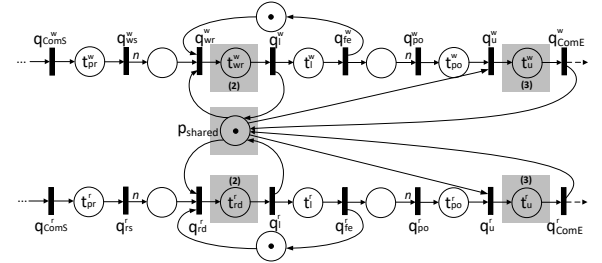 q^w_ComS q^w_ws q^w_wr q^w_l q^w_fe q^w_po q^w_u q^w_ComE
... t^w_pr n t^w_wr t^w_l n t^w_po t^w_u
(2) (3)
p_shared
(2) (3)
... t^r_pr n t^r_rd t^r_l n t^r_po t^r_u
q^r_ComS q^r_rs q^r_rd q^r_l q^r_fe q^r_po q^r_u q^r_ComE